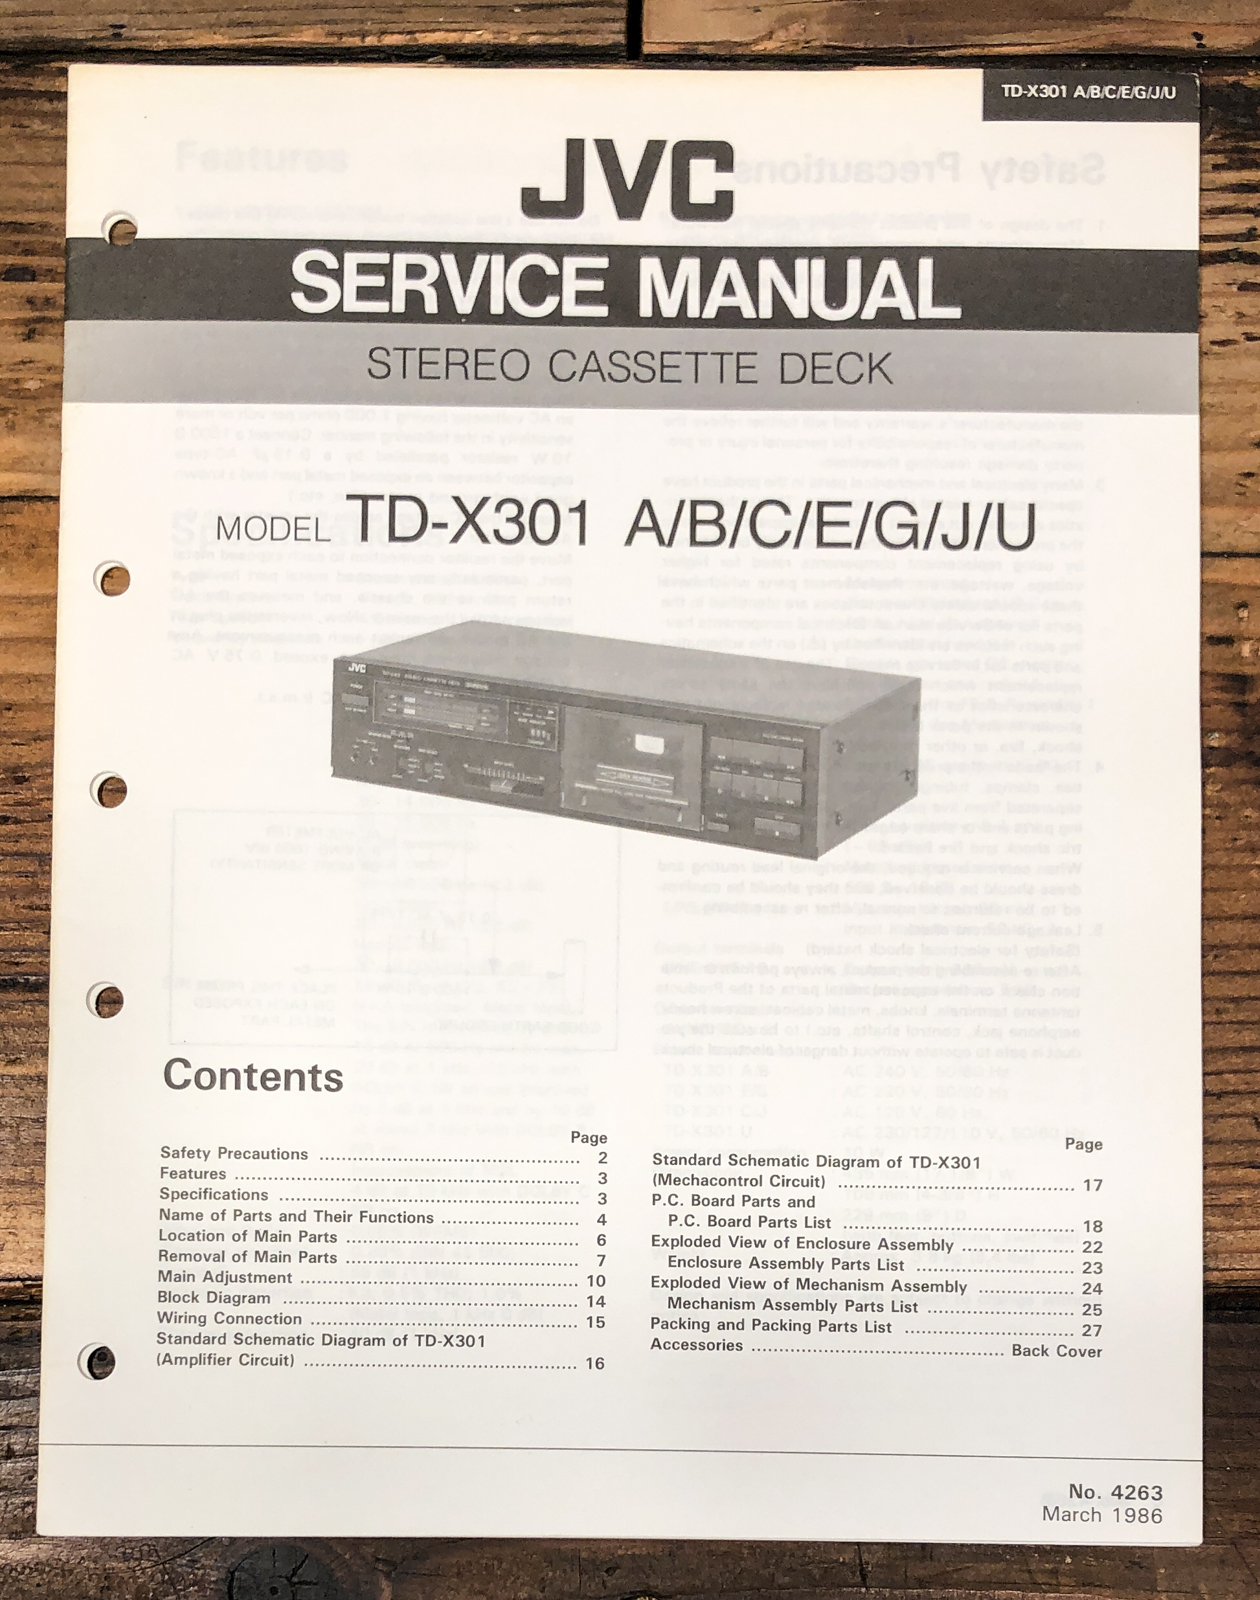 TD-X301 A/B/C/E/G/J/U
JVC
SERVICE MANUAL
STEREO CASSETTE DECK
MODEL TD-X301 A/B/C/E/G/J/U
JVC
Contents
Page
Safety Precautions ........ 2
Features ........ 3
Specifications ........ 3
Name of Parts and Their Functions ........ 4
Location of Main Parts ........ 6
Removal of Main Parts ........ 7
Main Adjustment ........ 10
Block Diagram ........ 14
Wiring Connection ........ 15
Standard Schematic Diagram of TD-X301
(Amplifier Circuit) ........ 16
Page
Standard Schematic Diagram of TD-X301
(Mechacontrol Circuit) ........ 17
P.C. Board Parts and
P.C. Board Parts List ........ 18
Exploded View of Enclosure Assembly ........ 22
Enclosure Assembly Parts List ........ 23
Exploded View of Mechanism Assembly ........ 24
Mechanism Assembly Parts List ........ 25
Packing and Packing Parts List ........ 27
Accessories ........ Back Cover
No. 4263
March 1986